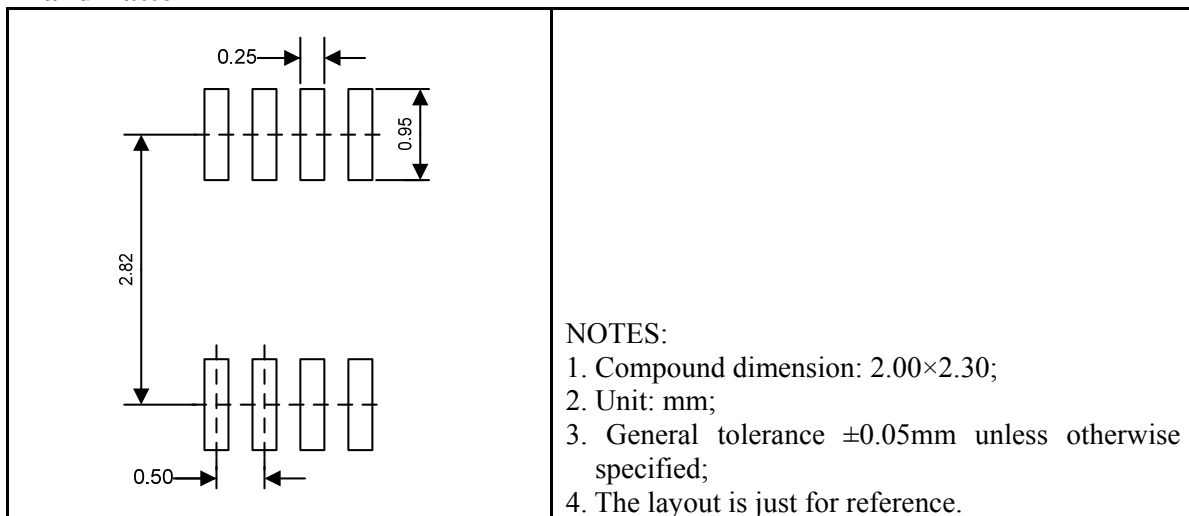 0.25
0.95
2.82
0.50
NOTES:
1. Compound dimension: 2.00×2.30;
2. Unit: mm;
3. General tolerance ±0.05mm unless otherwise
specified;
4. The layout is just for reference.